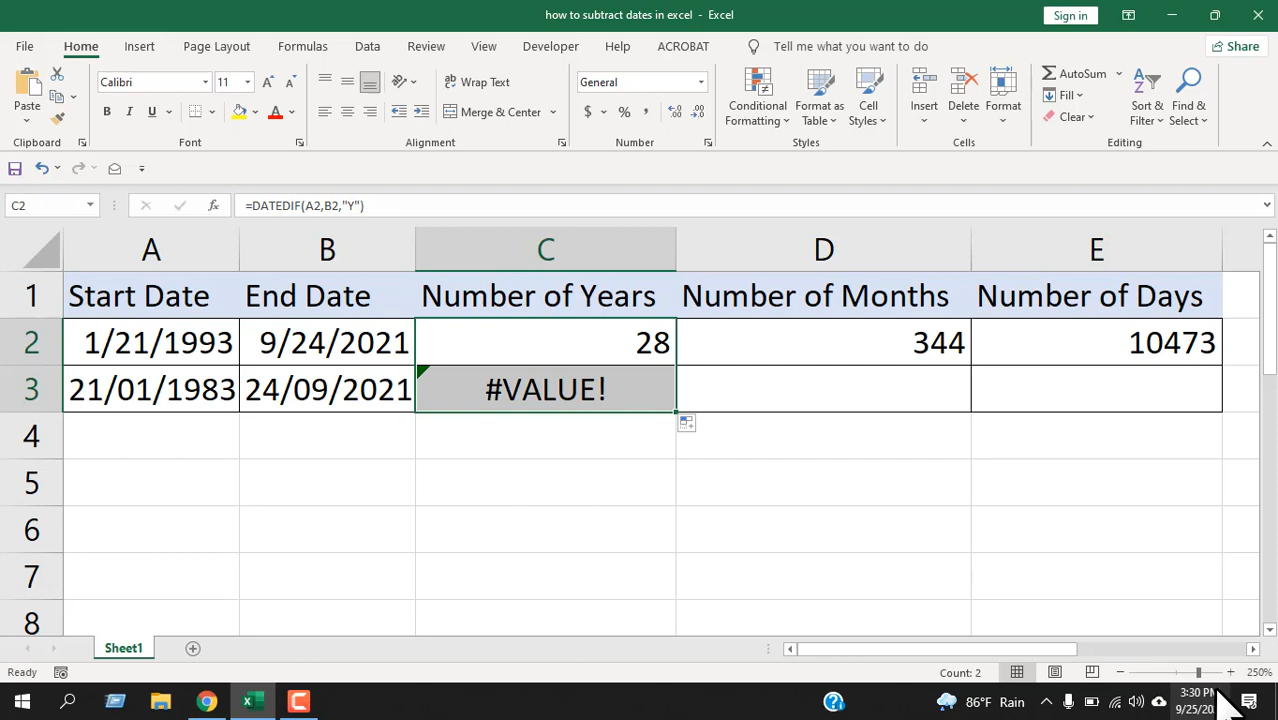 how to subtract dates in excel - Excel
Sign in
File Home Insert Page Layout Formulas Data Review View Developer Help ACROBAT Tell me what you want to do Share
Paste
Calibri 11 A A
B I U A
Wrap Text
Merge & Center
General
$ % ,
Conditional Formatting
Format as Table
Cell Styles
Insert Delete Format
AutoSum
Fill
Clear
Sort & Filter
Find & Select
Clipboard Font Alignment Number Styles Cells Editing
C2 fx =DATEDIF(A2,B2,"Y")
A B C D E
1 Start Date End Date Number of Years Number of Months Number of Days
2 1/21/1993 9/24/2021 28 344 10473
3 21/01/1983 24/09/2021 #VALUE!
4
5
6
7
8
Sheet1
Ready Count: 2 250%
86°F Rain
3:30 PM
9/25/20